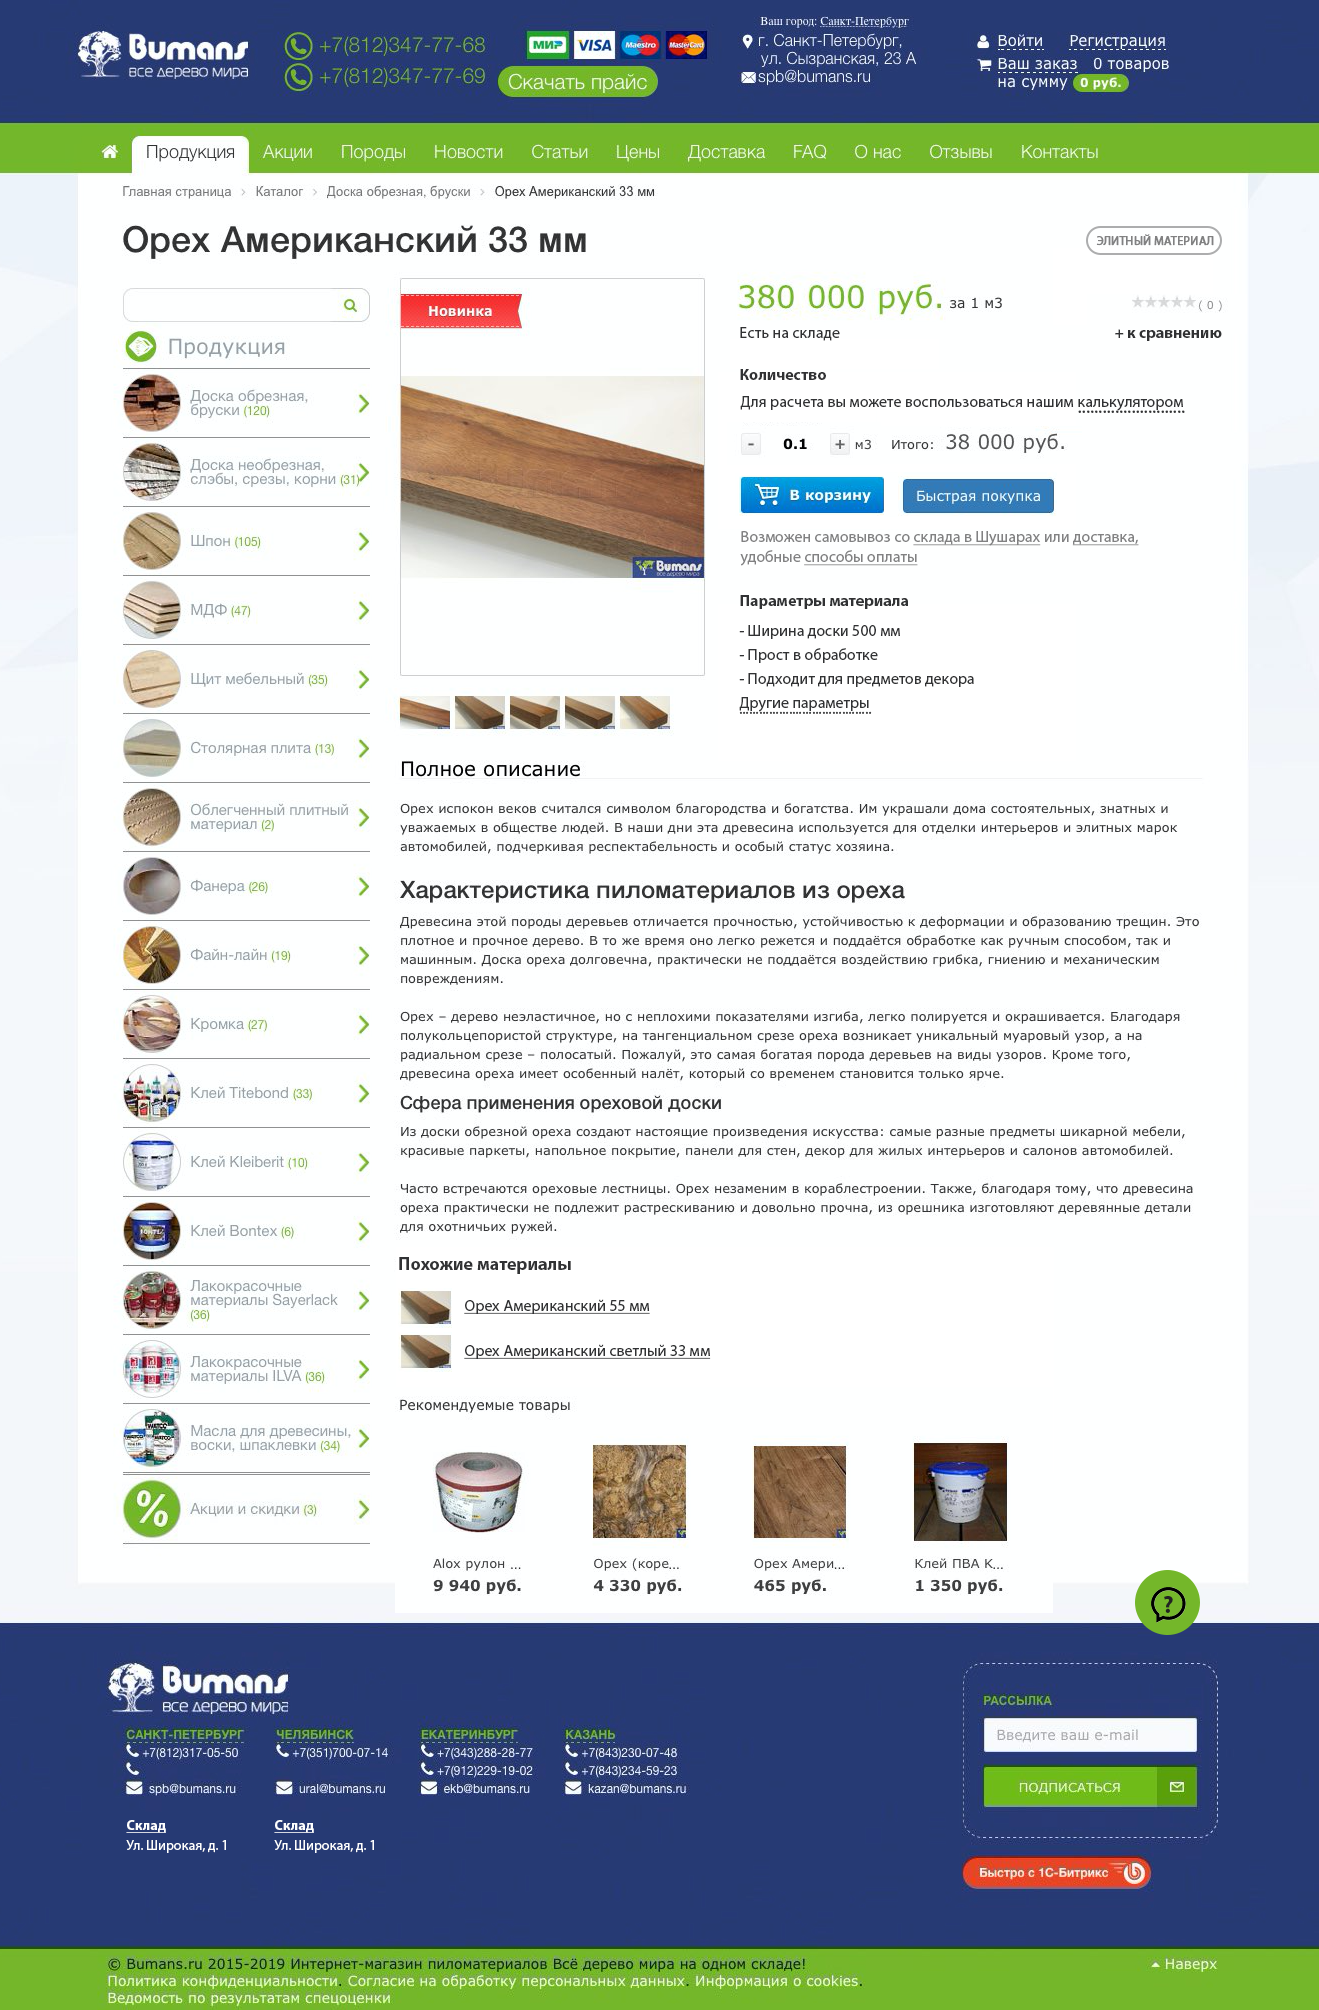 Bumans
все дерево мира
+7(812)347-77-68
+7(812)347-77-69
МИР
VISA
Maestro
MasterCard
Скачать прайс
Ваш город: Санкт-Петербург
г. Санкт-Петербург,
ул. Сызранская, 23 А
spb@bumans.ru
Войти Регистрация
Ваш заказ 0 товаров
на сумму 0 руб.
Продукция Акции Породы Новости Статьи Цены Доставка FAQ О нас Отзывы Контакты
Главная страница Каталог Доска обрезная, бруски Орех Американский 33 мм
Орех Американский 33 мм
ЭЛИТНЫЙ МАТЕРИАЛ
Продукция
Доска обрезная,
бруски (120)
Доска необрезная,
слэбы, срезы, корни (31)
Шпон (105)
МДФ (47)
Щит мебельный (35)
Столярная плита (13)
Облегченный плитный
материал (2)
Фанера (26)
Файн-лайн (19)
Кромка (27)
Клей Titebond (33)
Клей Kleiberit (10)
Клей Bontex (6)
Лакокрасочные
материалы Sayerlack
(36)
Лакокрасочные
материалы ILVA (36)
Масла для древесины,
воски, шпаклевки (34)
% Акции и скидки (3)
Новинка
Bumans
все дерево мира
380 000 руб. за 1 м3
( 0 )
Есть на складе
+ к сравнению
Количество
Для расчета вы можете воспользоваться нашим калькулятором
- 0.1 + м3 Итого: 38 000 руб.
В корзину
Быстрая покупка
Возможен самовывоз со склада в Шушарах или доставка,
удобные способы оплаты
Параметры материала
- Ширина доски 500 мм
- Прост в обработке
- Подходит для предметов декора
Другие параметры
Полное описание
Орех испокон веков считался символом благородства и богатства. Им украшали дома состоятельных, знатных и
уважаемых в обществе людей. В наши дни эта древесина используется для отделки интерьеров и элитных марок
автомобилей, подчеркивая респектабельность и особый статус хозяина.
Характеристика пиломатериалов из ореха
Древесина этой породы деревьев отличается прочностью, устойчивостью к деформации и образованию трещин. Это
плотное и прочное дерево. В то же время оно легко режется и поддаётся обработке как ручным способом, так и
машинным. Доска ореха долговечна, практически не поддаётся воздействию грибка, гниению и механическим
повреждениям.
Орех – дерево неэластичное, но с неплохими показателями изгиба, легко полируется и окрашивается. Благодаря
полукольцепористой структуре, на тангенциальном срезе ореха возникает уникальный муаровый узор, а на
радиальном срезе – полосатый. Пожалуй, это самая богатая порода деревьев на виды узоров. Кроме того,
древесина ореха имеет особенный налёт, который со временем становится только ярче.
Сфера применения ореховой доски
Из доски обрезной ореха создают настоящие произведения искусства: самые разные предметы шикарной мебели,
красивые паркеты, напольное покрытие, панели для стен, декор для жилых интерьеров и салонов автомобилей.
Часто встречаются ореховые лестницы. Орех незаменим в кораблестроении. Также, благодаря тому, что древесина
ореха практически не подлежит растрескиванию и довольно прочна, из орешника изготовляют деревянные детали
для охотничьих ружей.
Похожие материалы
Орех Американский 55 мм
Орех Американский светлый 33 мм
Рекомендуемые товары
Alox рулон ...
9 940 руб.
Орех (коре...
4 330 руб.
Орех Амери...
465 руб.
Клей ПВА К...
1 350 руб.
?
Bumans
все дерево мира
САНКТ-ПЕТЕРБУРГ
+7(812)317-05-50
spb@bumans.ru
Склад
Ул. Широкая, д. 1
ЧЕЛЯБИНСК
+7(351)700-07-14
ural@bumans.ru
Склад
Ул. Широкая, д. 1
ЕКАТЕРИНБУРГ
+7(343)288-28-77
+7(912)229-19-02
ekb@bumans.ru
КАЗАНЬ
+7(843)230-07-48
+7(843)234-59-23
kazan@bumans.ru
РАССЫЛКА
Введите ваш e-mail
ПОДПИСАТЬСЯ
Быстро с 1С-Битрикс
© Bumans.ru 2015-2019 Интернет-магазин пиломатериалов Всё дерево мира на одном складе!
Наверх
Политика конфиденциальности. Согласие на обработку персональных данных. Информация о cookies.
Ведомость по результатам спецоценки